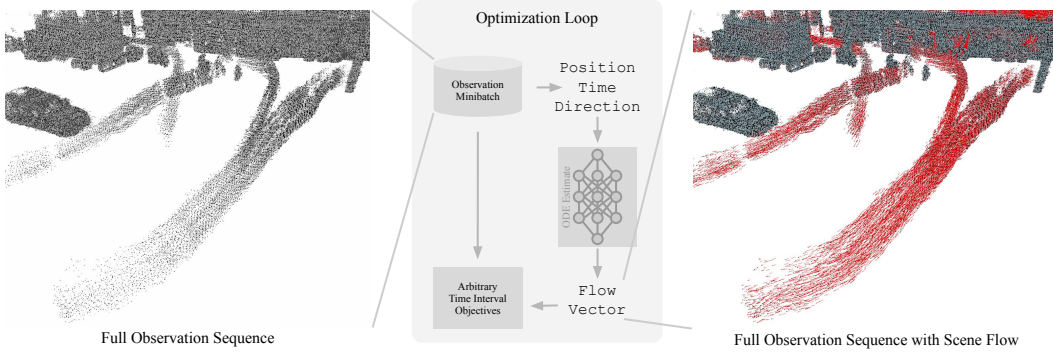 Optimization Loop
Observation
Minibatch
Position
Time
Direction
ODE Estimate
Arbitrary
Time Interval
Objectives
Flow
Vector
Full Observation Sequence
Full Observation Sequence with Scene Flow